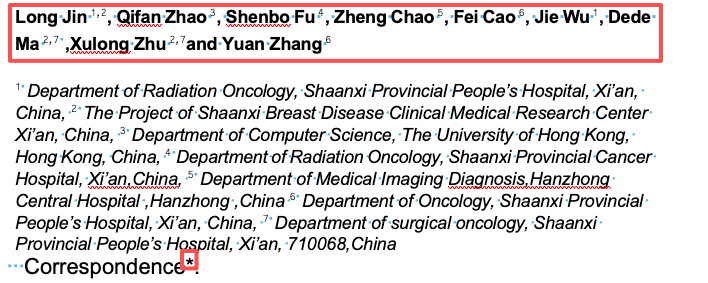 Long Jin 1,2, Qifan Zhao 3, Shenbo Fu 4, Zheng Chao 5, Fei Cao 6, Jie Wu 1, Dede
Ma 2,7 ,Xulong Zhu 2,7and Yuan Zhang 6
1 Department of Radiation Oncology, Shaanxi Provincial People's Hospital, Xi'an,
China, 2 The Project of Shaanxi Breast Disease Clinical Medical Research Center
Xi'an, China, 3 Department of Computer Science, The University of Hong Kong,
Hong Kong, China, 4 Department of Radiation Oncology, Shaanxi Provincial Cancer
Hospital, Xi'an,China, 5 Department of Medical Imaging Diagnosis,Hanzhong
Central Hospital ,Hanzhong ,China 6 Department of Oncology, Shaanxi Provincial
People's Hospital, Xi'an, China, 7 Department of surgical oncology, Shaanxi
Provincial People's Hospital, Xi'an, 710068,China
Correspondence*: